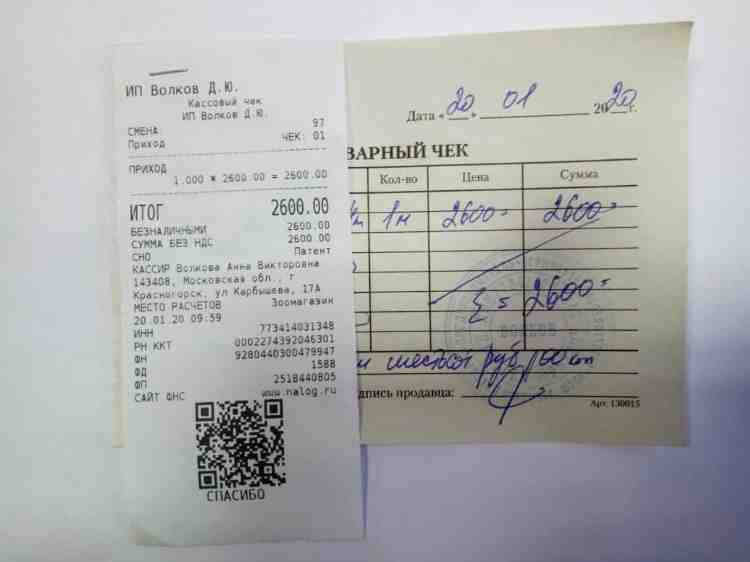 ИП Волков Д.Ю.
Кассовый чек
ИП Волков Д.Ю.
СМЕНА 97
Приход ЧЕК: 01
ПРИХОД
1.000 * 2600.00 = 2600.00
ИТОГ 2600.00
БЕЗНАЛИЧНЫМИ 2600.00
СУММА БЕЗ НДС 2600.00
СНО Патент
КАССИР Волкова Анна Викторовна
143408, Московская обл., г
Красногорск, ул Карбышева, 17А
МЕСТО РАСЧЕТОВ Зоомагазин
20.01.20 09:59
ИНН 773414031348
РН ККТ 0002274392046301
ФН 9280440300479947
ФД 1588
ФП 2518440805
САЙТ ФНС www.nalog.ru
СПАСИБО
Дата «20» 01 2020г.
ВАРНЫЙ ЧЕК
Кол-во Цена Сумма
1м 2600= 2600=
Σ = 2600=
шестьсот руб 00 коп
дпись продавца:
Арт. 130015